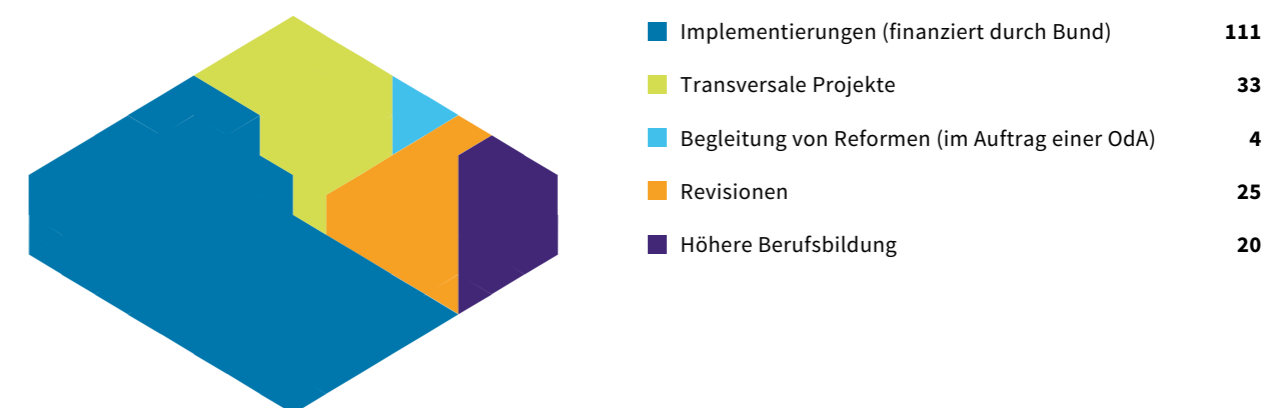 Implementierungen (finanziert durch Bund) 111
Transversale Projekte 33
Begleitung von Reformen (im Auftrag einer OdA) 4
Revisionen 25
Höhere Berufsbildung 20